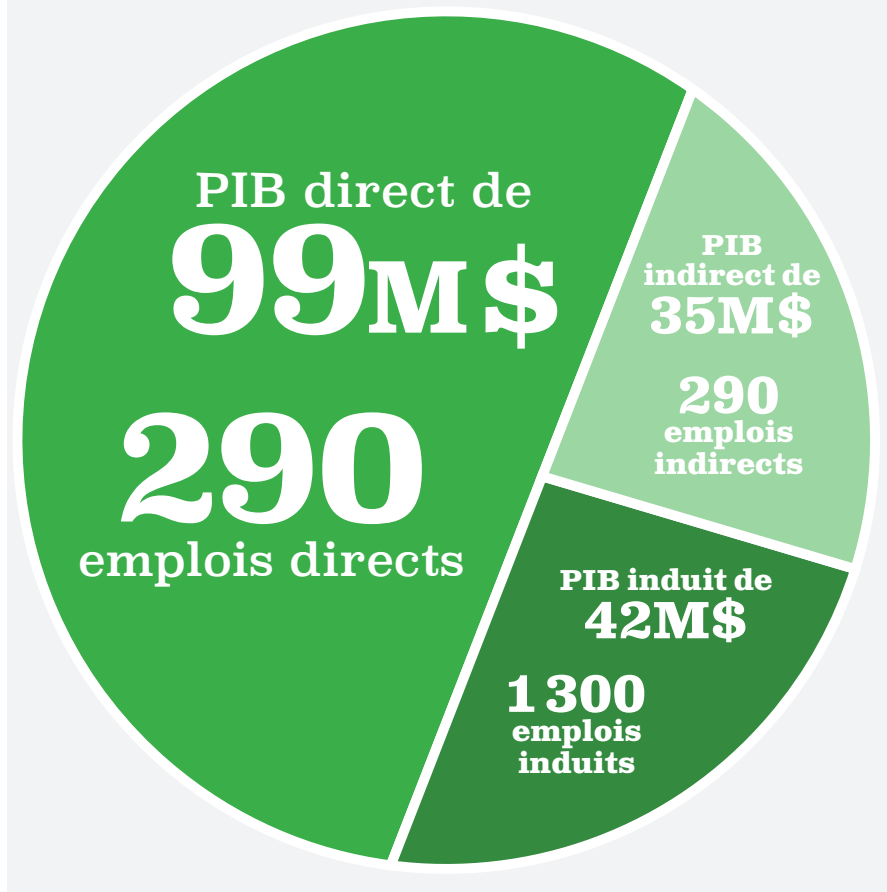 PIB direct de
99M$
290
emplois directs
PIB
indirect de
35M$
290
emplois
indirects
PIB induit de
42M$
1 300
emplois
induits